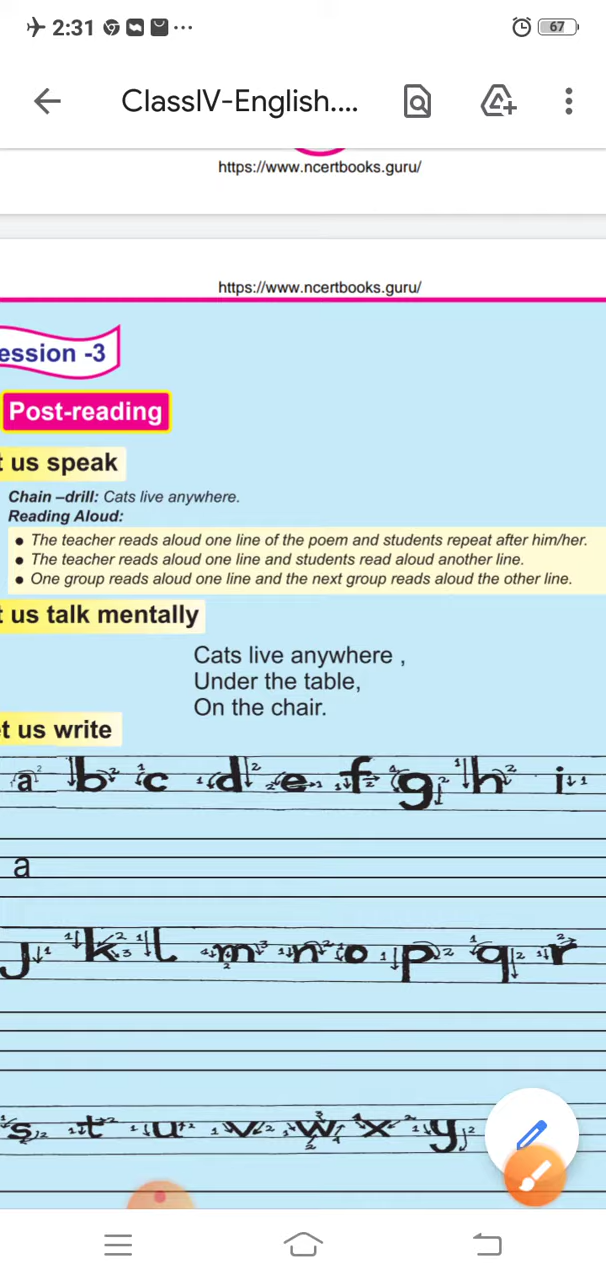 2:31
67
ClassIV-English....
https://www.ncertbooks.guru/
https://www.ncertbooks.guru/
ession -3
Post-reading
t us speak
Chain –drill: Cats live anywhere.
Reading Aloud:
● The teacher reads aloud one line of the poem and students repeat after him/her.
● The teacher reads aloud one line and students read aloud another line.
● One group reads aloud one line and the next group reads aloud the other line.
t us talk mentally
Cats live anywhere ,
Under the table,
On the chair.
et us write
a b c d e f g h i
a
j k l m n o p q r
s t u v w x y